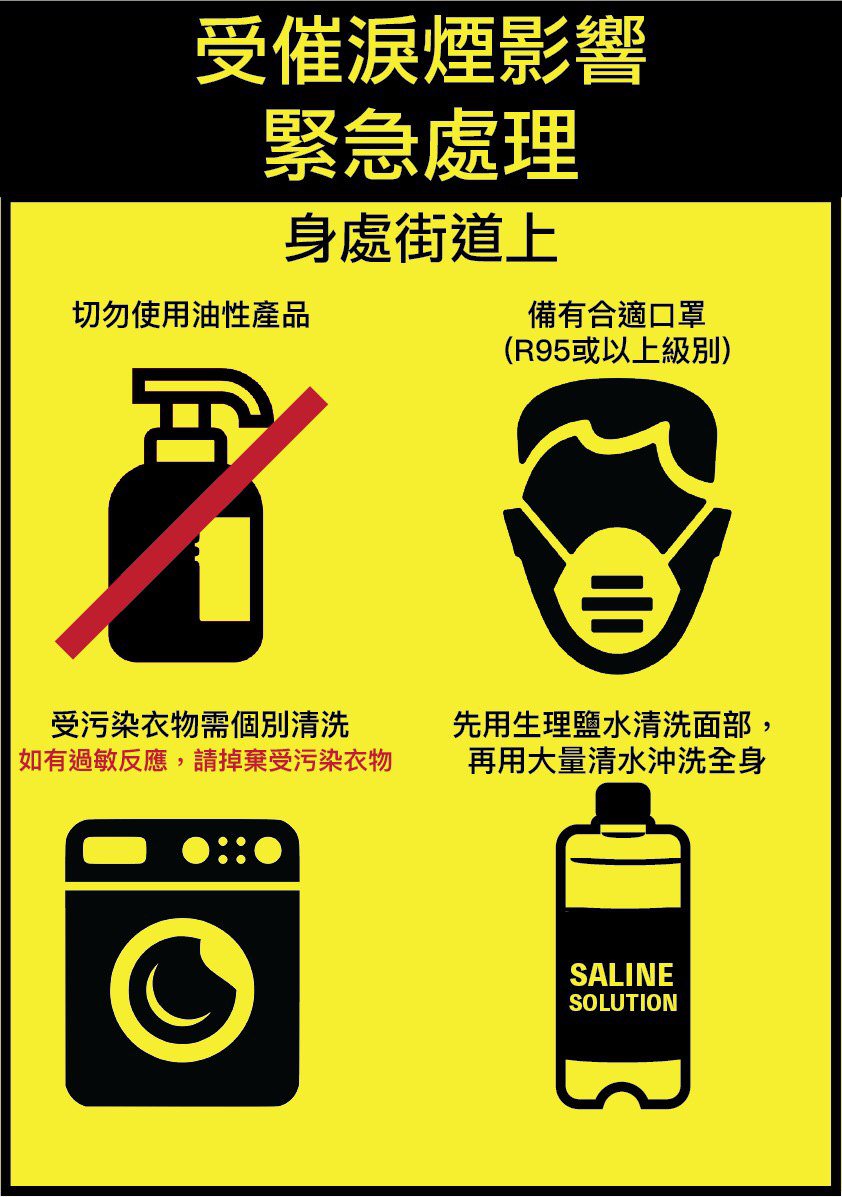 受催淚煙影響
緊急處理
身處街道上
切勿使用油性產品
備有合適口罩
(R95或以上級別)
受污染衣物需個別清洗
如有過敏反應，請掉棄受污染衣物
先用生理鹽水清洗面部，
再用大量清水沖洗全身
SALINE
SOLUTION